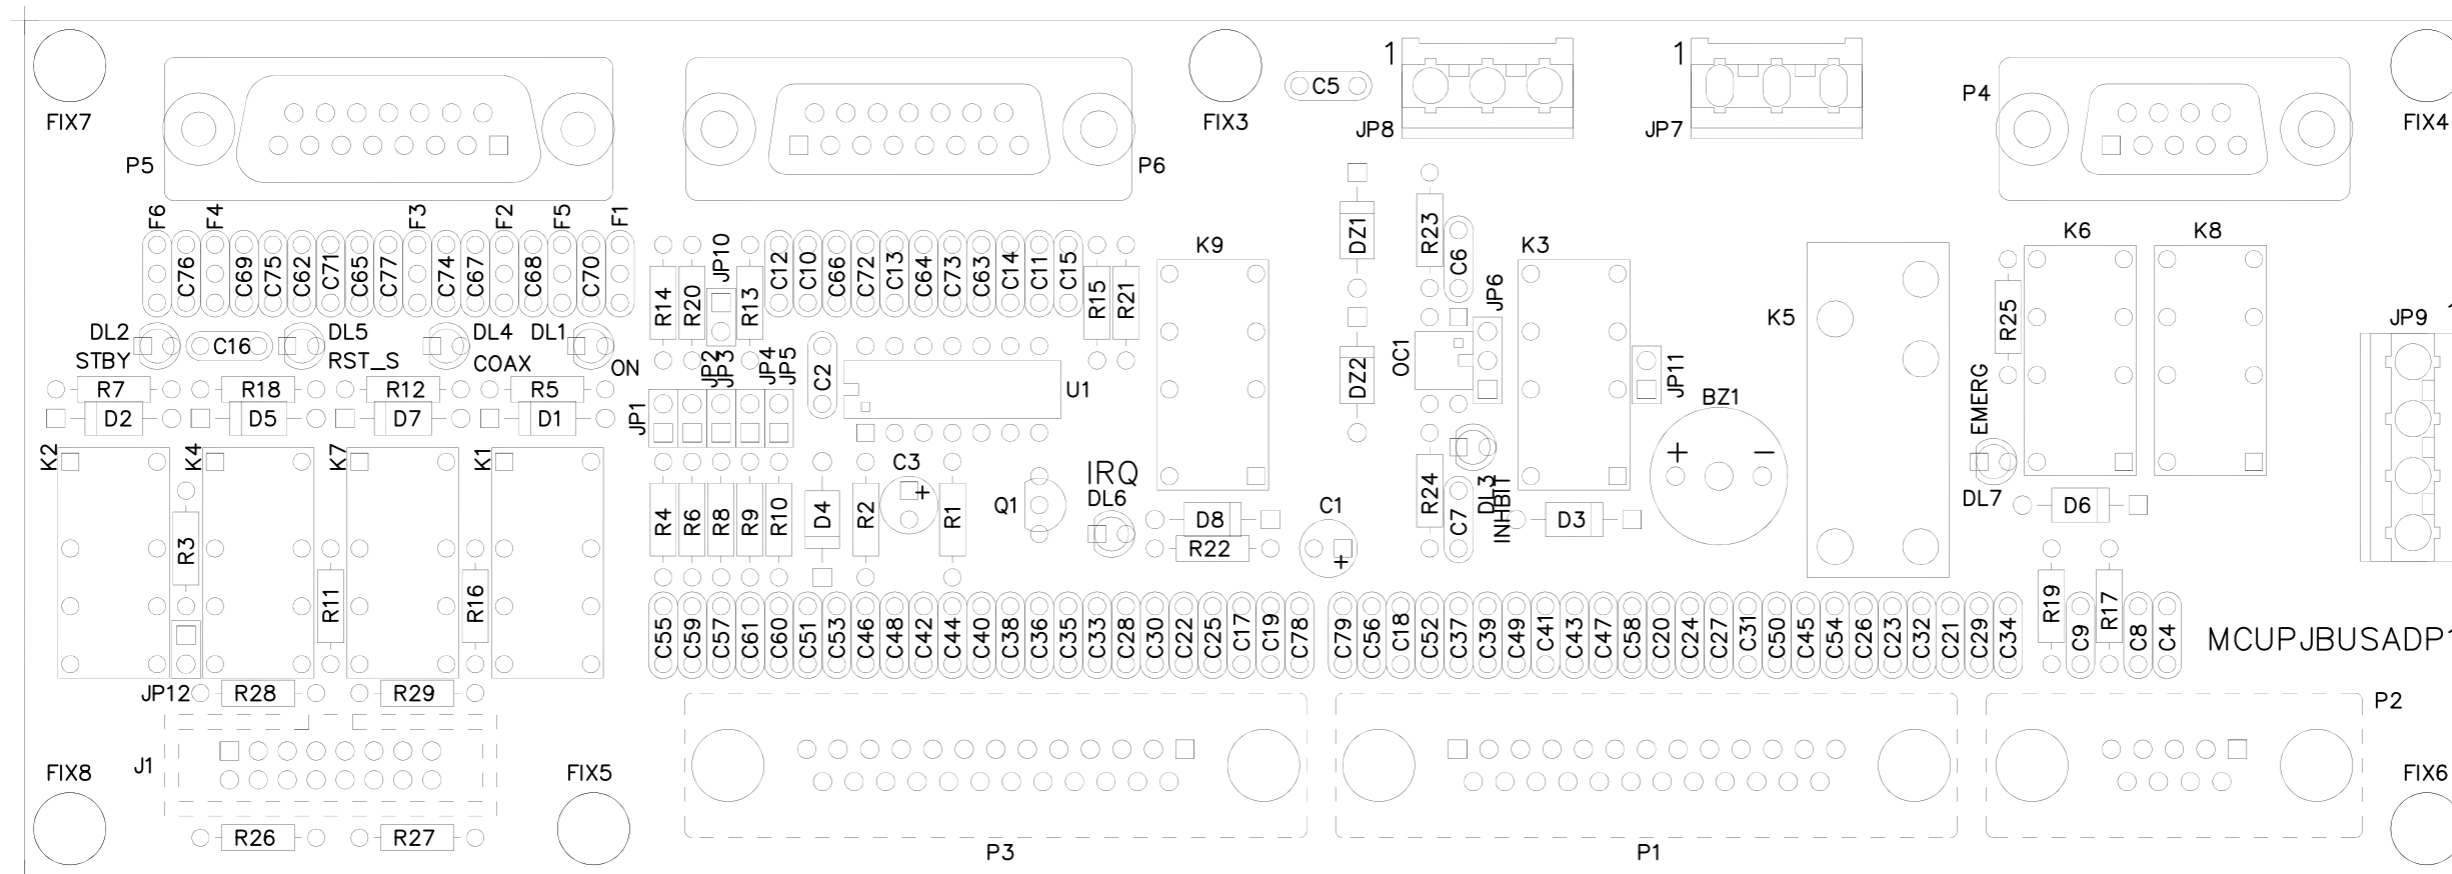 FIX7
P5
P6
FIX3
C5
1
JP8
1
JP7
P4
FIX4
F6
C76
F4
C69
C75
C62
C71
C65
C77
F3
C74
C67
F2
C68
F5
C70
F1
R14
R20
JP10
R13
C12
C10
C66
C72
C13
C64
C73
C63
C14
C11
C15
R15
R21
K9
DZ1
R23
C6
JP6
K3
K5
R25
K6
K8
JP9
DL2
STBY
C16
DL5
RST_S
DL4
COAX
DL1
ON
JP2
JP3
JP4
JP5
C2
U1
DZ2
OC1
JP11
BZ1
+ −
EMERG
R7
R18
R12
R5
D2
D5
D7
D1
JP1
K2
K4
K7
K1
R3
R11
R16
R4
R6
R8
R9
R10
D4
R2
C3
+
R1
Q1
IRQ
DL6
D8
R22
C1
+
R24
C7
DL3
INHBIT
D3
DL7
D6
C55
C59
C57
C61
C60
C51
C53
C46
C48
C42
C44
C40
C38
C36
C35
C33
C28
C30
C22
C25
C17
C19
C78
C79
C56
C18
C52
C37
C39
C49
C41
C43
C47
C58
C20
C24
C27
C31
C50
C45
C54
C26
C23
C32
C21
C29
C34
R19
C9
R17
C8
C4
MCUPJBUSADP1
JP12
R28
R29
P2
J1
FIX8
FIX5
FIX6
R26
R27
P3
P1